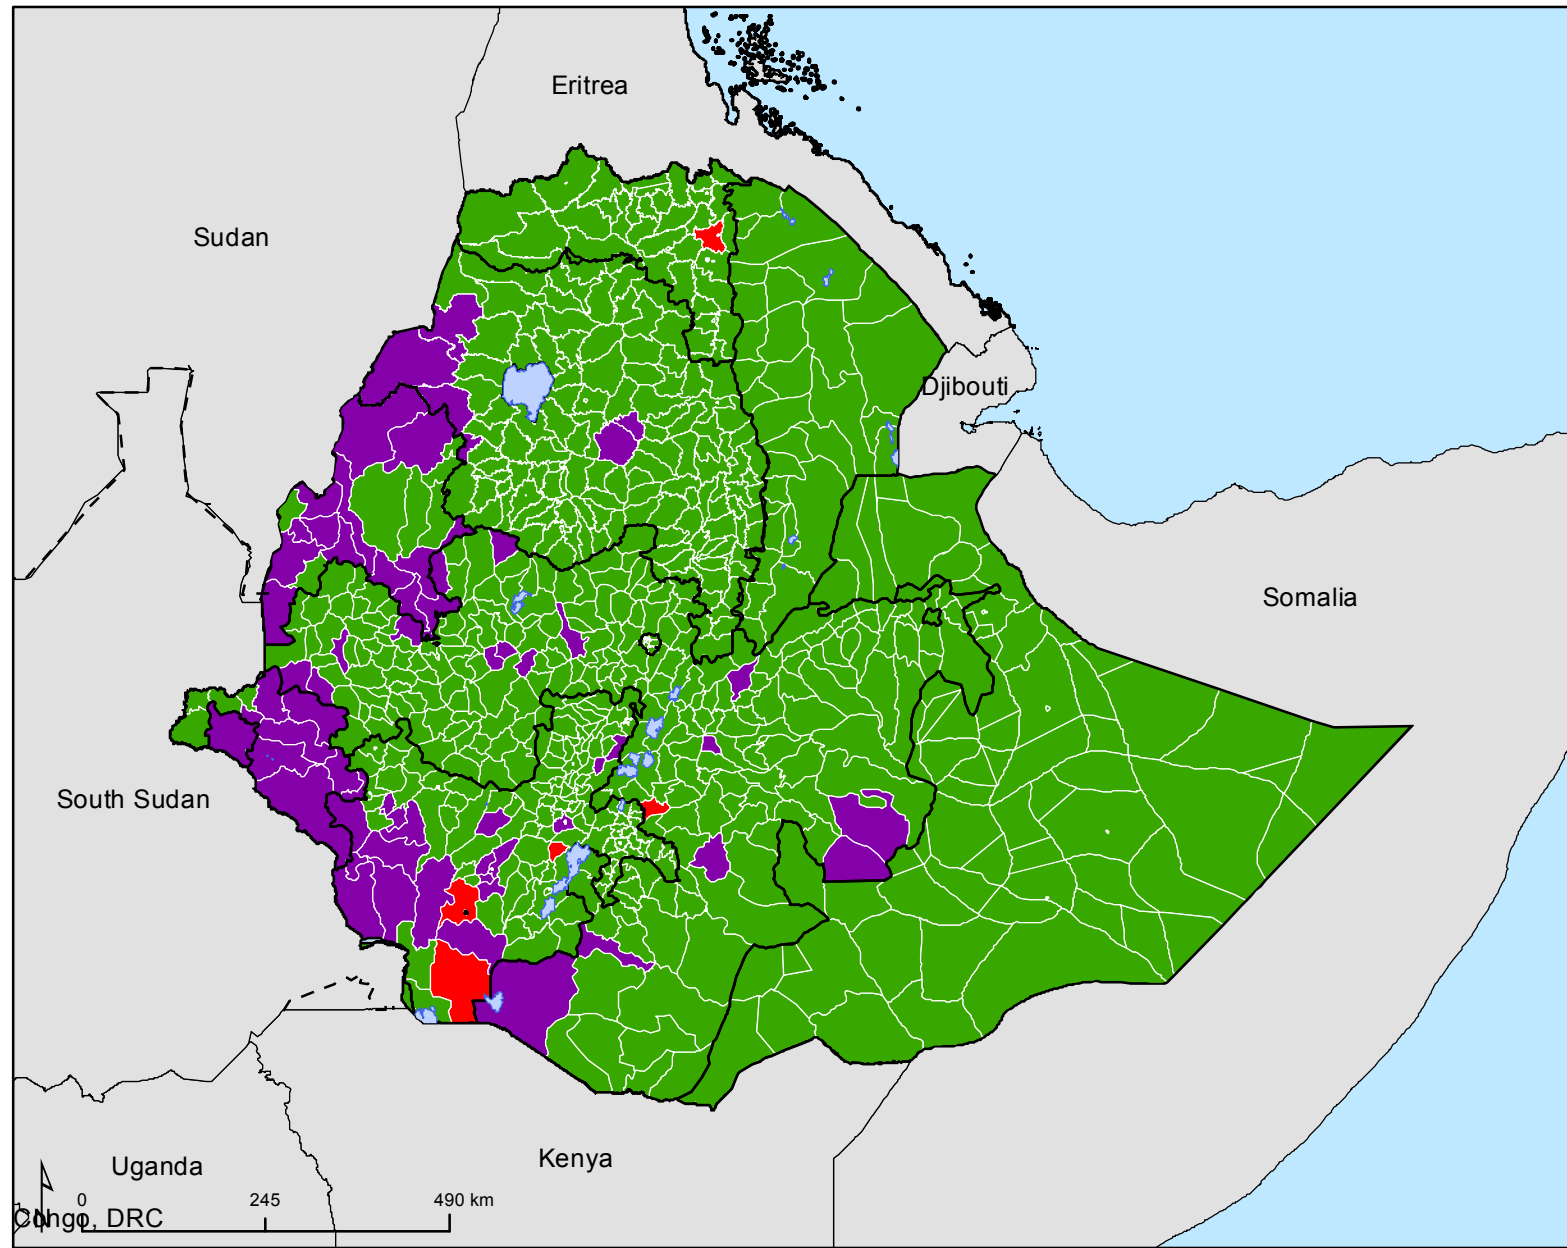 Eritrea
Sudan
Djibouti
Somalia
South Sudan
Uganda
Kenya
0 245 490 km
Congo, DRC
N